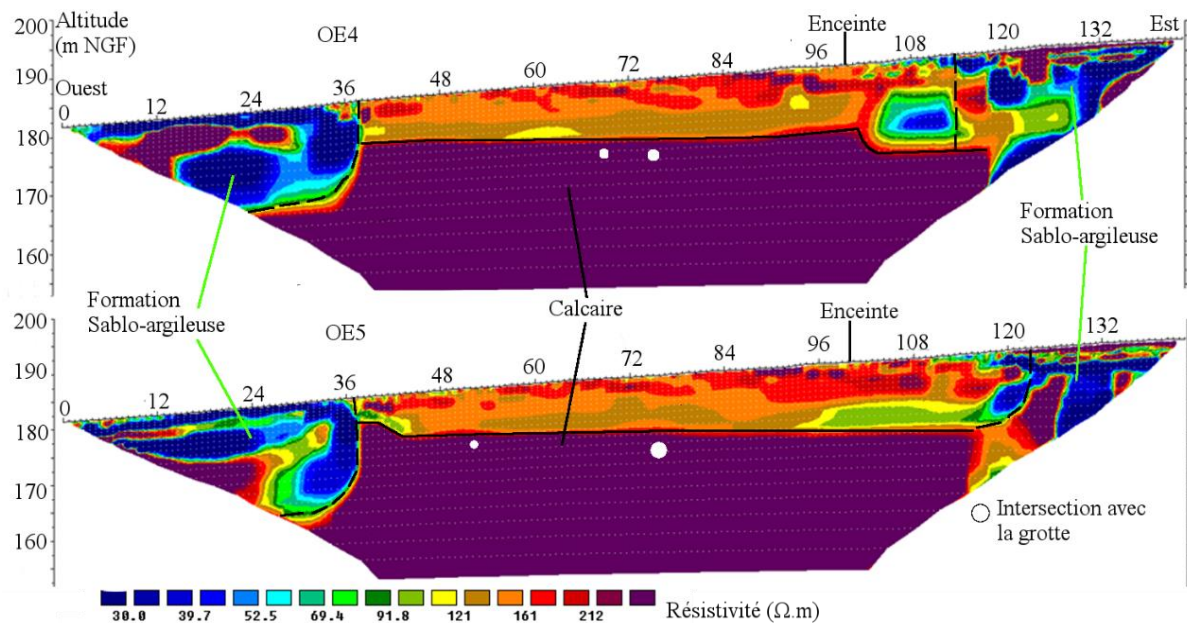 200
Altitude
(m NGF)
OE4
Enceinte
Est
190
Ouest
180
170
160
0 12 24 36 48 60 72 84 96 108 120 132
Formation
Sablo-argileuse
Formation
Sablo-argileuse
Calcaire
200
OE5
Enceinte
190
180
170
160
0 12 24 36 48 60 72 84 96 108 120 132
Intersection avec
la grotte
30.0 39.7 52.5 69.4 91.8 121 161 212
Résistivité (Ω.m)